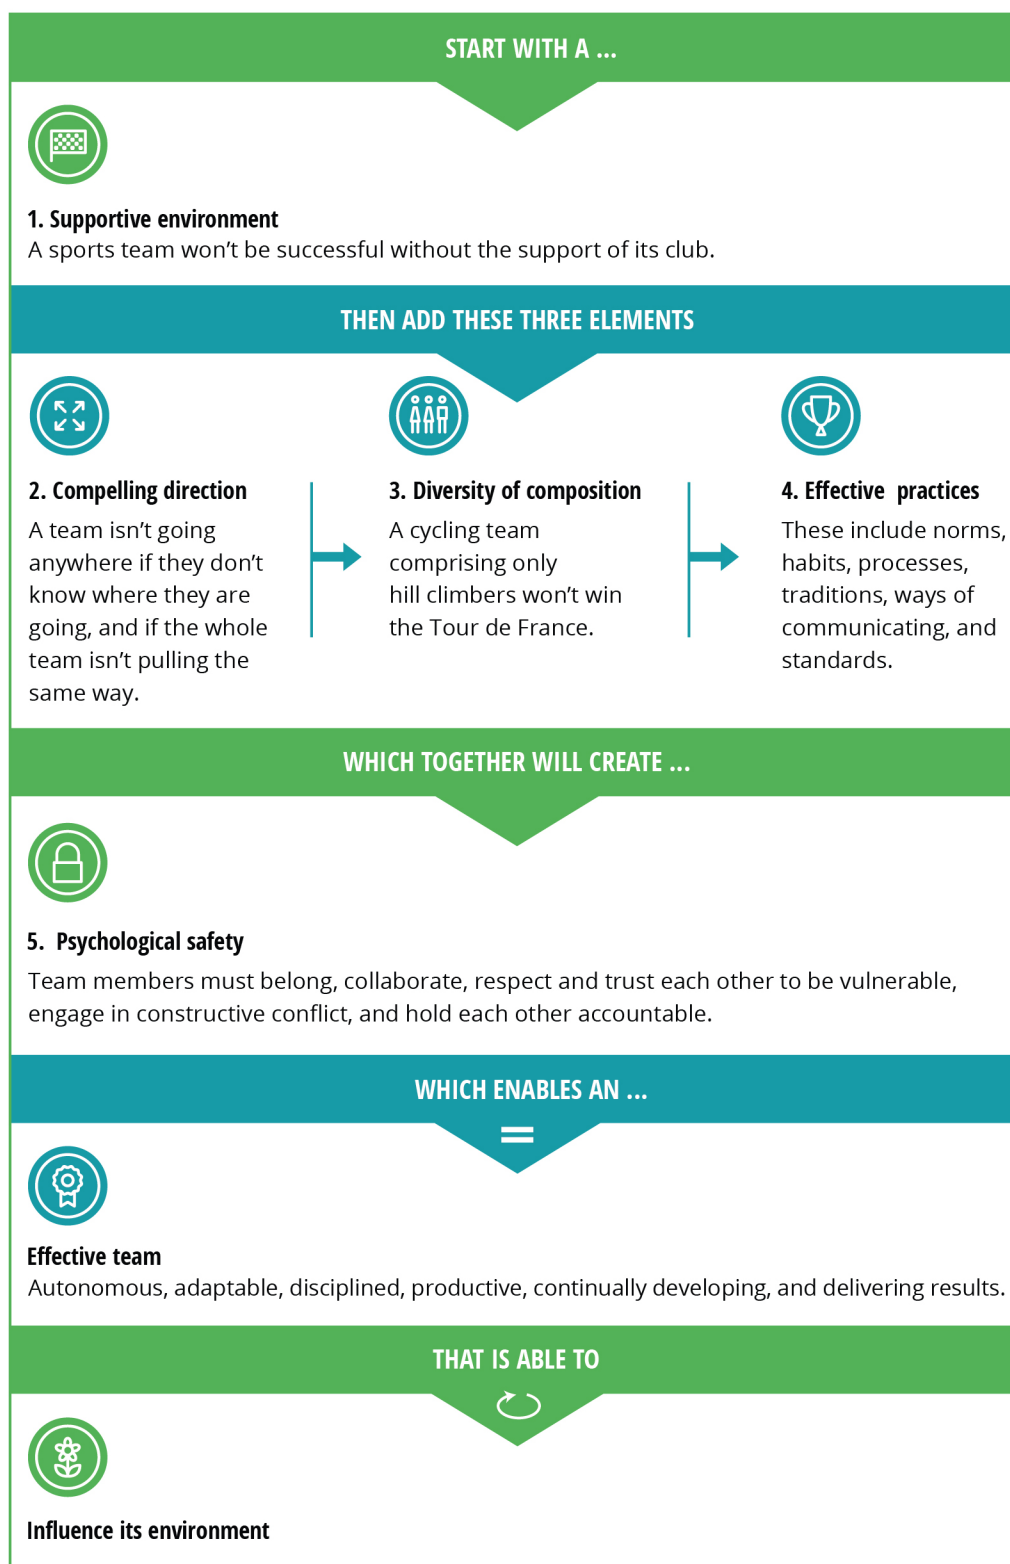 START WITH A ...
1. Supportive environment
A sports team won’t be successful without the support of its club.
THEN ADD THESE THREE ELEMENTS
2. Compelling direction
A team isn’t going
anywhere if they don’t
know where they are
going, and if the whole
team isn’t pulling the
same way.
3. Diversity of composition
A cycling team
comprising only
hill climbers won’t win
the Tour de France.
4. Effective practices
These include norms,
habits, processes,
traditions, ways of
communicating, and
standards.
WHICH TOGETHER WILL CREATE ...
5. Psychological safety
Team members must belong, collaborate, respect and trust each other to be vulnerable,
engage in constructive conflict, and hold each other accountable.
WHICH ENABLES AN ...
=
Effective team
Autonomous, adaptable, disciplined, productive, continually developing, and delivering results.
THAT IS ABLE TO
Influence its environment